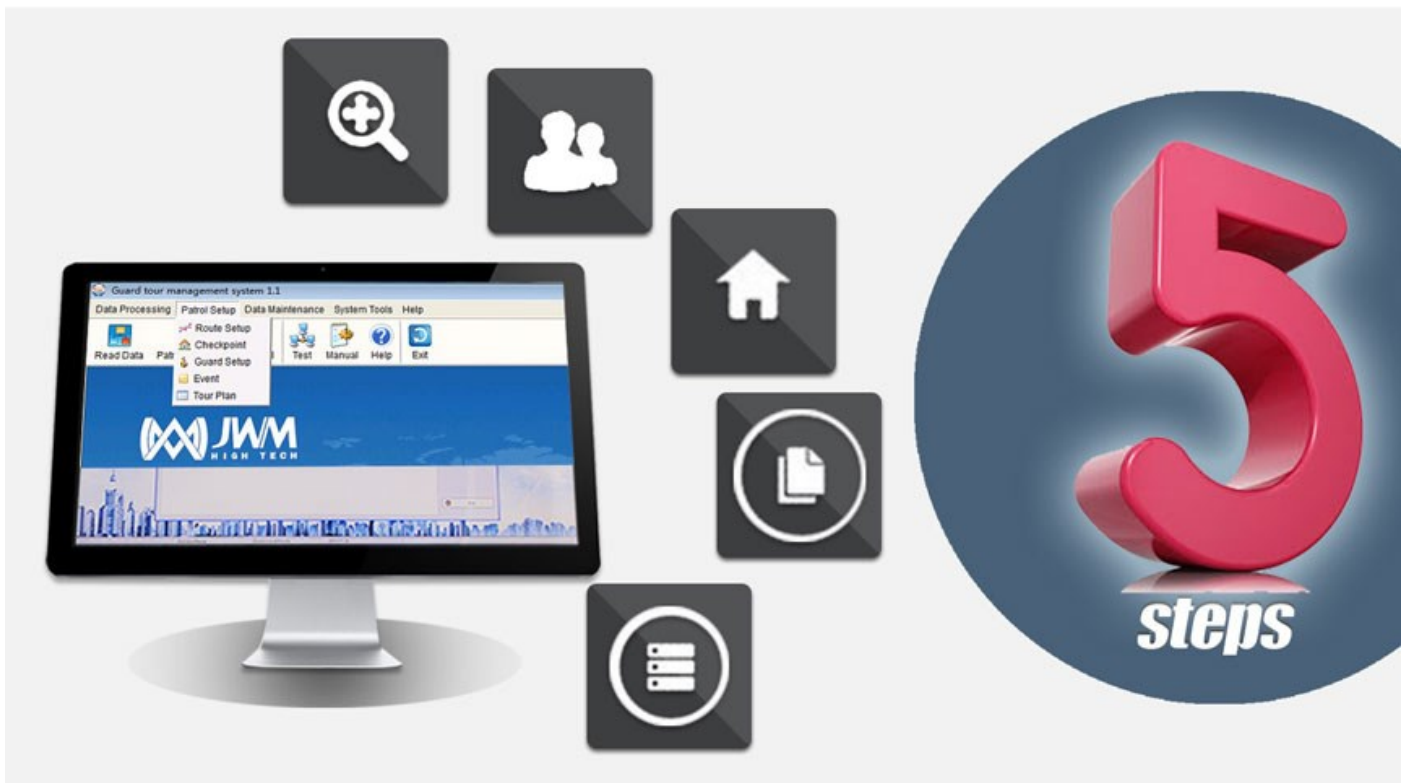 Guard tour management system 1.1
Data Processing Patrol Setup Data Maintenance System Tools Help
Route Setup
Checkpoint
Guard Setup
Event
Tour Plan
Read Data Test Manual Help Exit
JWM
HIGH TECH
5
steps